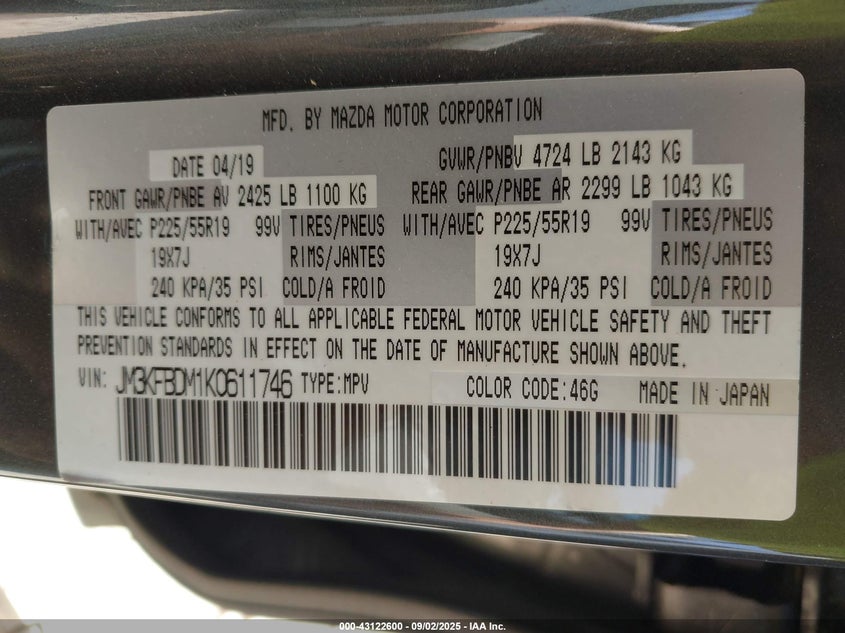 MFD. BY MAZDA MOTOR CORPORATION
DATE 04/19 GVWR/PNBV 4724 LB 2143 KG
FRONT GAWR/PNBE AV 2425 LB 1100 KG REAR GAWR/PNBE AR 2299 LB 1043 KG
WITH/AVEC P225/55R19 99V TIRES/PNEUS WITH/AVEC P225/55R19 99V TIRES/PNEUS
19X7J RIMS/JANTES 19X7J RIMS/JANTES
240 KPA/35 PSI COLD/A FROID 240 KPA/35 PSI COLD/A FROID
THIS VEHICLE CONFORMS TO ALL APPLICABLE FEDERAL MOTOR VEHICLE SAFETY AND THEFT
PREVENTION STANDARDS IN EFFECT ON THE DATE OF MANUFACTURE SHOWN ABOVE.
VIN: JM3KFBDM1K0611746 TYPE:MPV COLOR CODE:46G MADE IN JAPAN
000-43122600 - 09/02/2025 - IAA Inc.